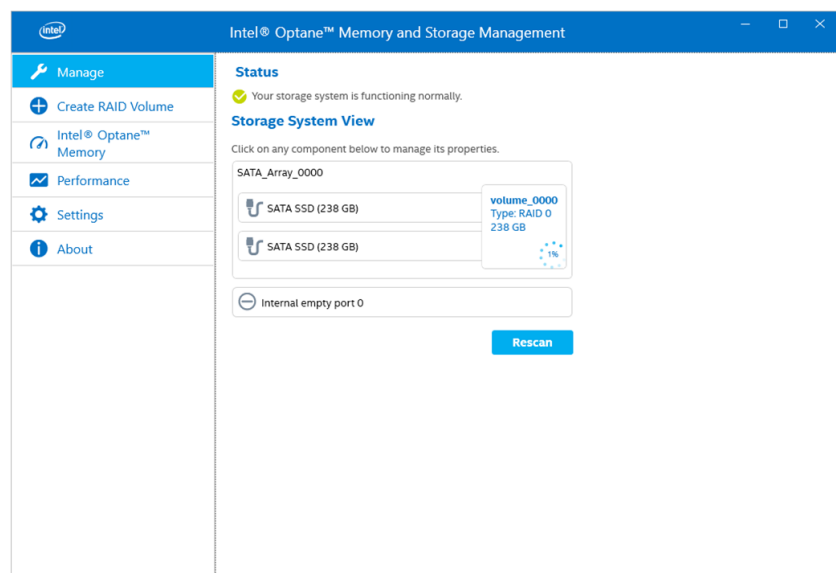 intel
Intel® Optane™ Memory and Storage Management
Manage
Create RAID Volume
Intel® Optane™
Memory
Performance
Settings
About
Status
Your storage system is functioning normally.
Storage System View
Click on any component below to manage its properties.
SATA_Array_0000
SATA SSD (238 GB)
SATA SSD (238 GB)
volume_0000
Type: RAID 0
238 GB
1%
Internal empty port 0
Rescan